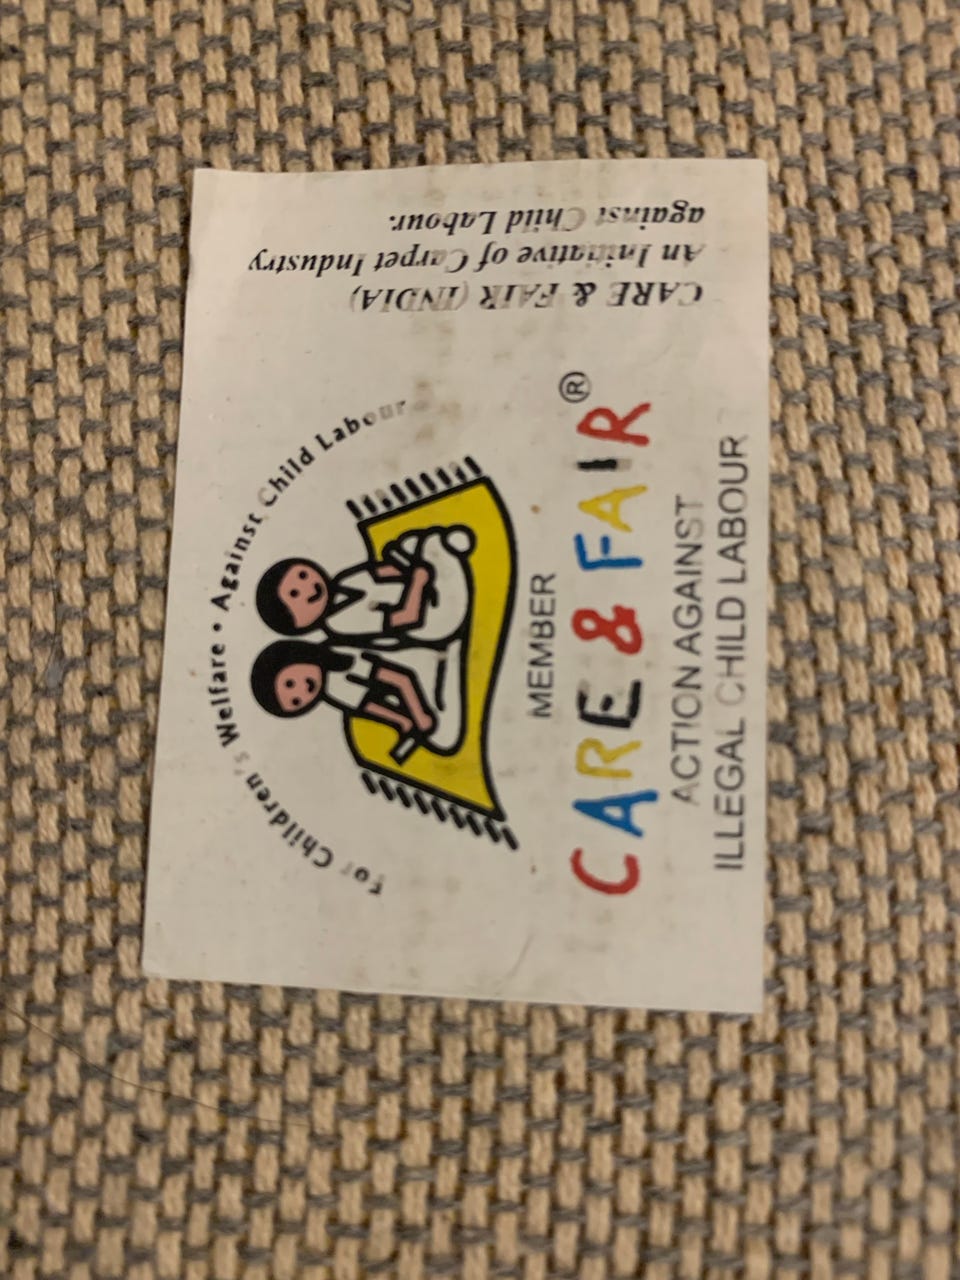 For Children's Welfare • Against Child Labour
MEMBER
CARE & FAIR®
ACTION AGAINST
ILLEGAL CHILD LABOUR
CARE & FAIR (INDIA)
An Initiative of Carpet Industry
against Child Labour.